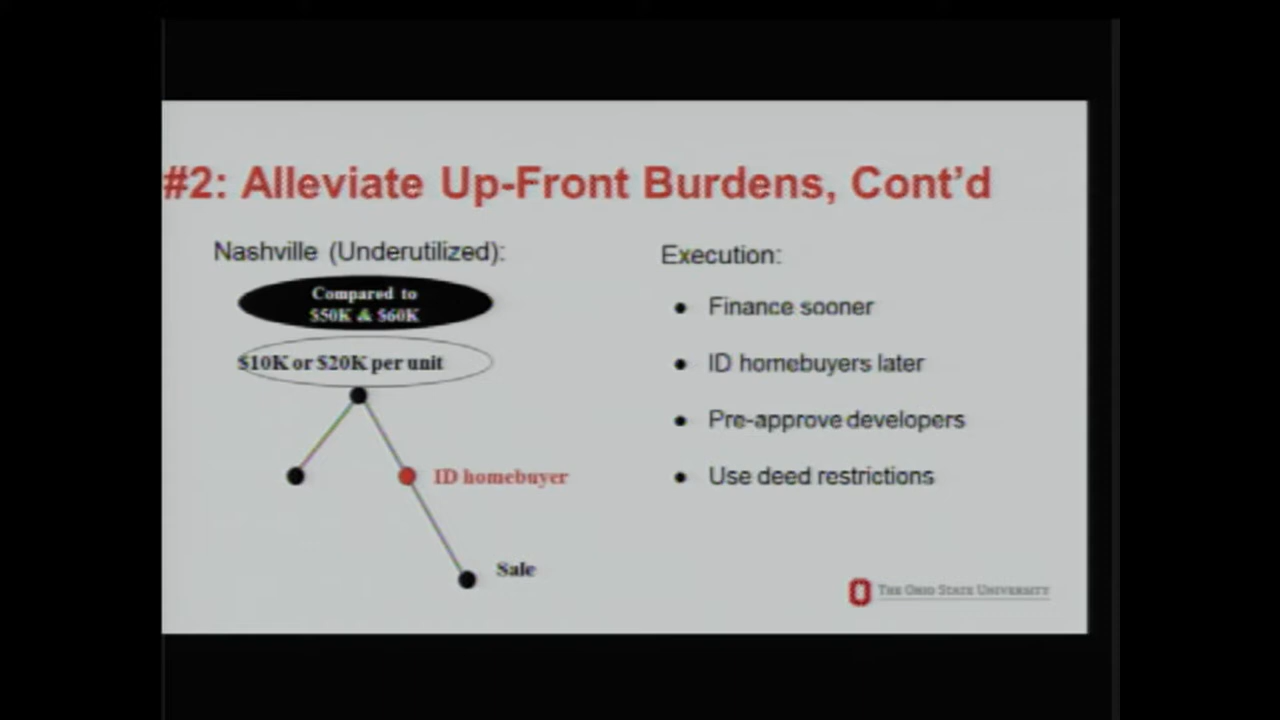 #2: Alleviate Up-Front Burdens, Cont’d
Nashville (Underutilized):
Compared to
$50K & $60K
$10K or $20K per unit
ID homebuyer
Sale
Execution:
● Finance sooner
● ID homebuyers later
● Pre-approve developers
● Use deed restrictions
THE OHIO STATE UNIVERSITY